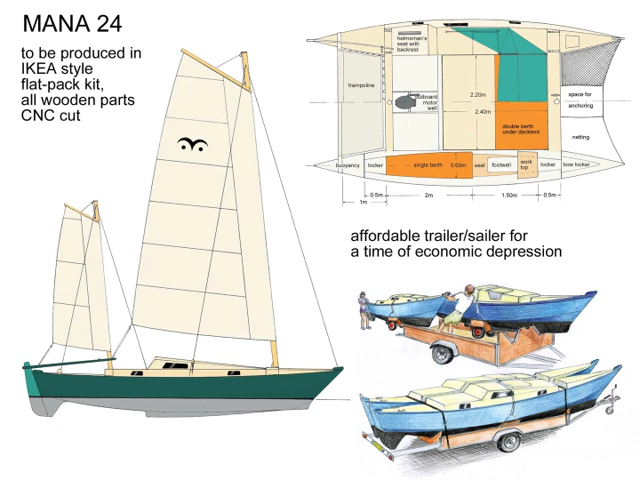 MANA 24
to be produced in
IKEA style
flat-pack kit,
all wooden parts
CNC cut
helmsman's
seat with
backrest
trampoline
outboard
motor
well
2.20m
2.40m
double berth
under decktent
space for
anchoring
netting
buoyancy
locker
single berth
0.60m
seat
footwell
work
top
locker
bow locker
0.5m
2m
1.50m
0.5m
1m
affordable trailer/sailer for
a time of economic depression